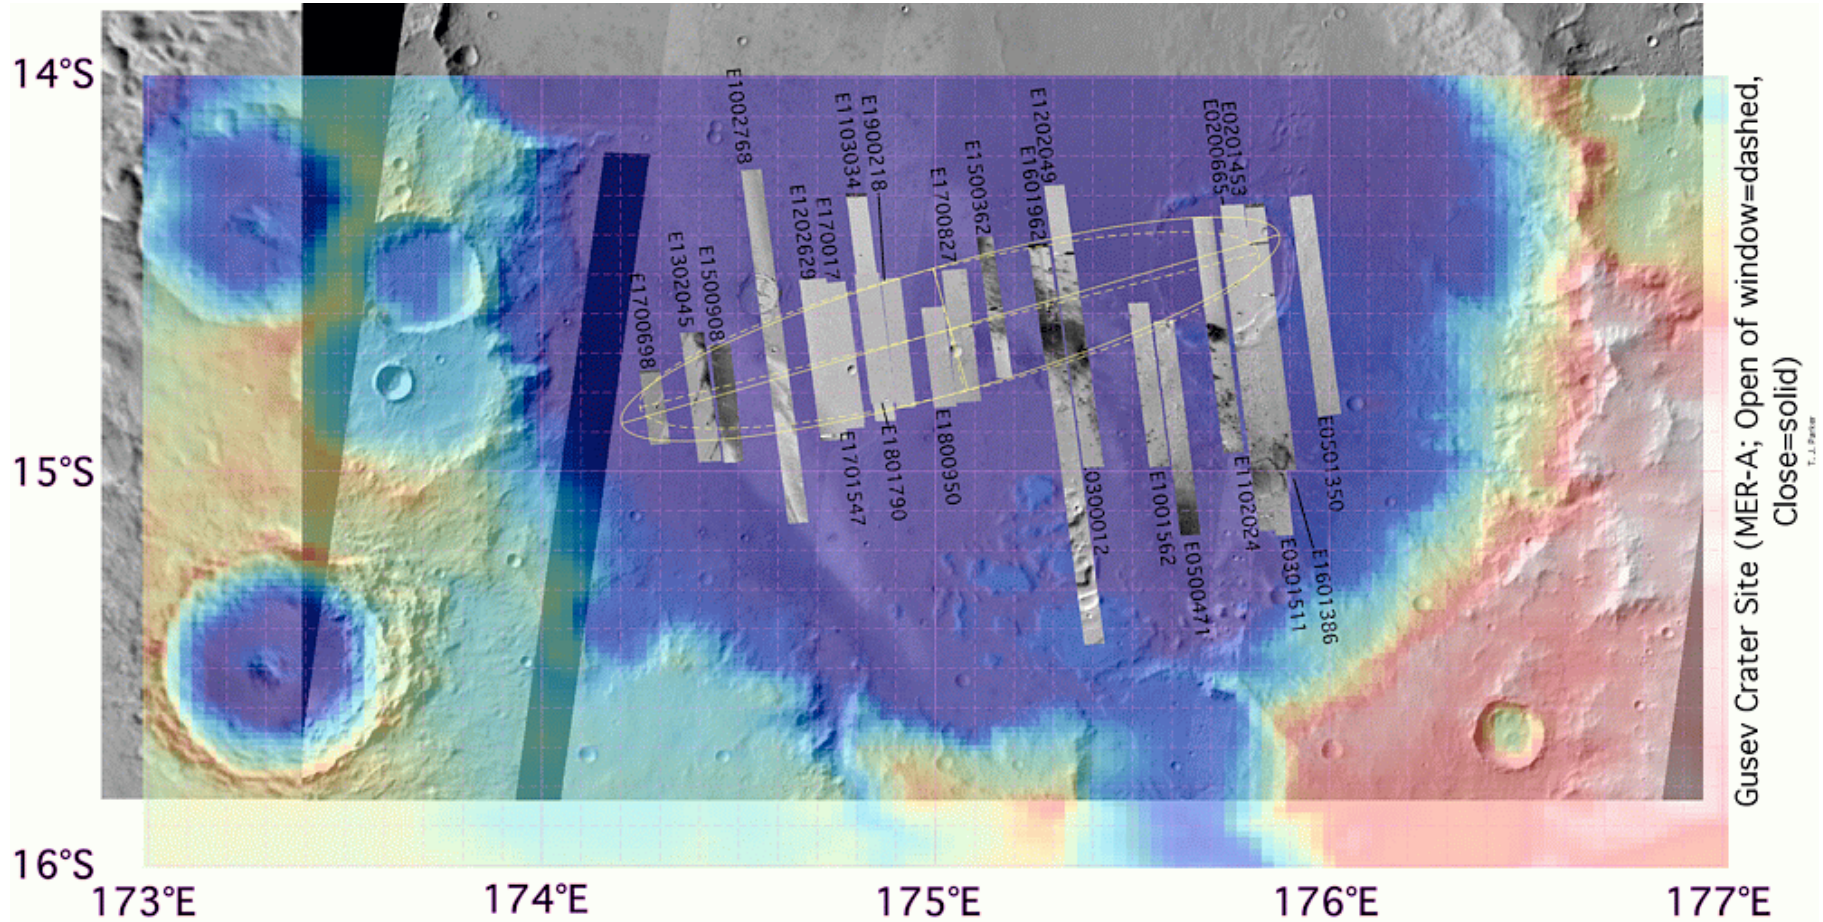 14°S
15°S
16°S
173°E
174°E
175°E
176°E
177°E
E1700698
E1302045
E1500908
E1002768
E1202629
E170017
E1103034
E1900218
E1700827
E1500362
E1601962
E1202049
E0200665
E0201453
E1701547
E1801790
E1800950
0300012
E1001562
E0500471
E1102024
E0301511
E1601386
E0501350
Gusev Crater Site (MER-A; Open of window=dashed,
Close=solid)
T. J. Parker